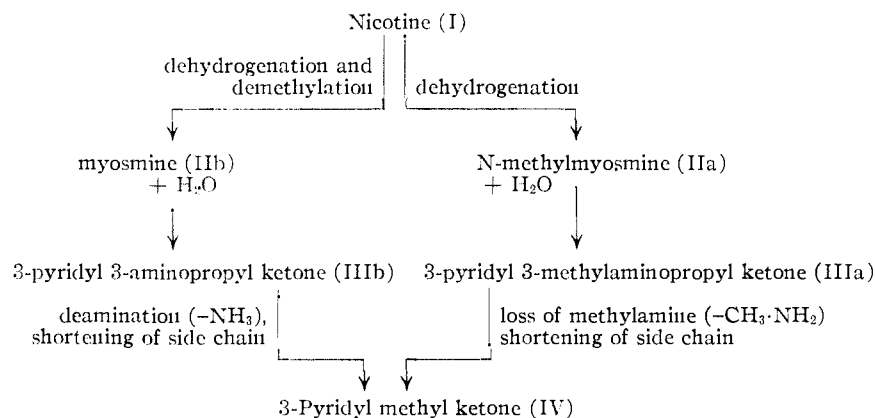 Nicotine (I)
dehydrogenation and
demethylation
dehydrogenation
myosmine (IIb)
+ H₂O
N-methylmyosmine (IIa)
+ H₂O
3-pyridyl 3-aminopropyl ketone (IIIb)
3-pyridyl 3-methylaminopropyl ketone (IIIa)
deamination (–NH₃),
shortening of side chain
loss of methylamine (–CH₃·NH₂)
shortening of side chain
3-Pyridyl methyl ketone (IV)